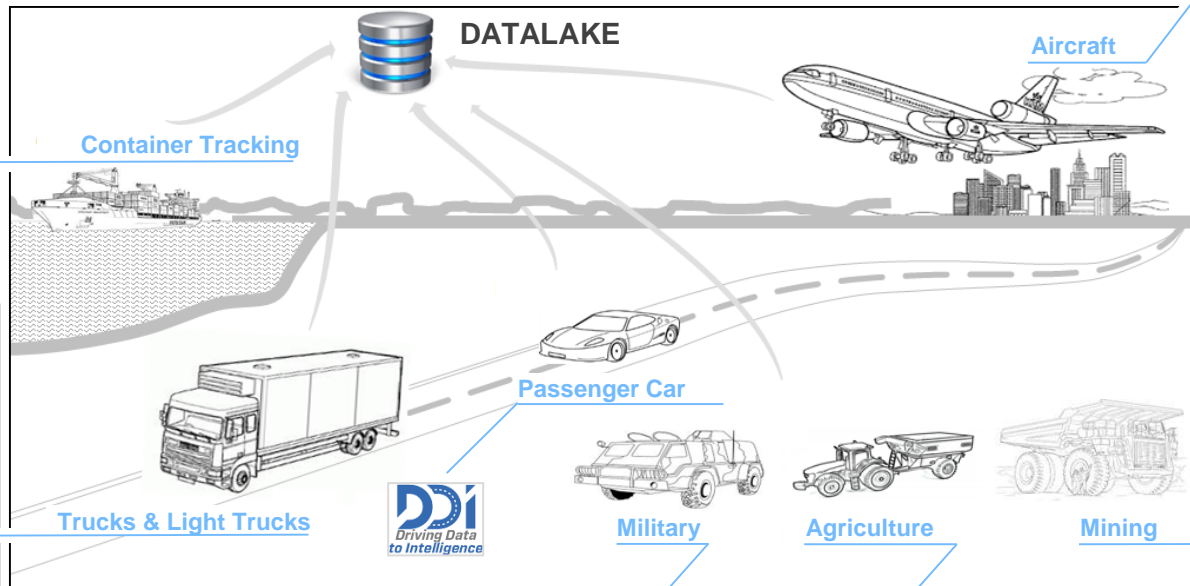 DATALAKE
Aircraft
Container Tracking
Passenger Car
Trucks & Light Trucks
DDi
Driving Data
to Intelligence
Military
Agriculture
Mining